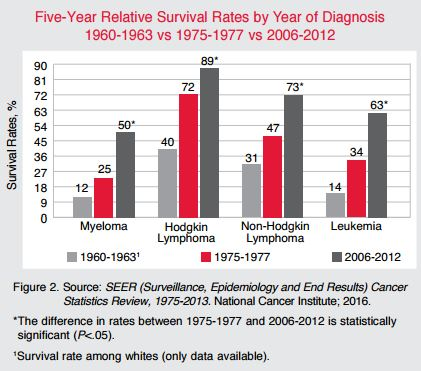 Five-Year Relative Survival Rates by Year of Diagnosis
1960-1963 vs 1975-1977 vs 2006-2012
Survival Rates, %
90
81
72
63
54
45
36
27
18
9
0
12
25
50*
40
72
89*
31
47
73*
14
34
63*
Myeloma
Hodgkin
Lymphoma
Non-Hodgkin
Lymphoma
Leukemia
1960-1963¹
1975-1977
2006-2012
Figure 2. Source: SEER (Surveillance, Epidemiology and End Results) Cancer
Statistics Review, 1975-2013. National Cancer Institute; 2016.
*The difference in rates between 1975-1977 and 2006-2012 is statistically
significant (P<.05).
¹Survival rate among whites (only data available).